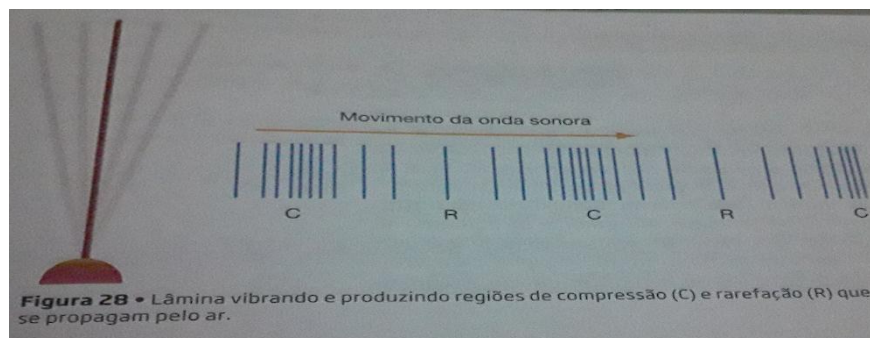 Movimento da onda sonora
C R C R C
Figura 28 • Lâmina vibrando e produzindo regiões de compressão (C) e rarefação (R) que
se propagam pelo ar.